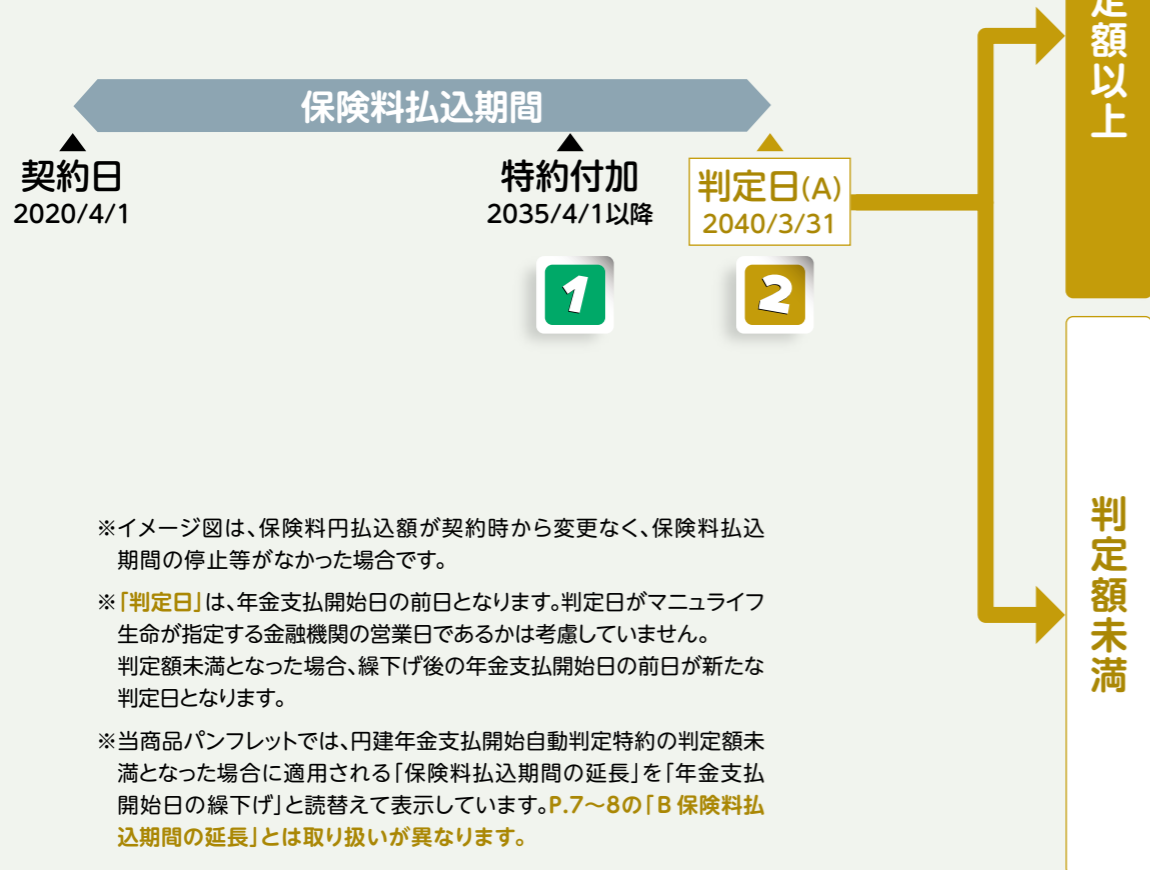 保険料払込期間
契約日
2020/4/1
特約付加
2035/4/1以降
判定日(A)
2040/3/31
1
2
定額以上
判定額未満
※イメージ図は、保険料円払込額が契約時から変更なく、保険料払込
期間の停止等がなかった場合です。
※「判定日」は、年金支払開始日の前日となります。判定日がマニュライフ
生命が指定する金融機関の営業日であるかは考慮していません。
判定額未満となった場合、繰下げ後の年金支払開始日の前日が新たな
判定日となります。
※当商品パンフレットでは、円建年金支払開始自動判定特約の判定額未
満となった場合に適用される「保険料払込期間の延長」を「年金支払
開始日の繰下げ」と読替えて表示しています。P.7～8の「B 保険料払
込期間の延長」とは取り扱いが異なります。